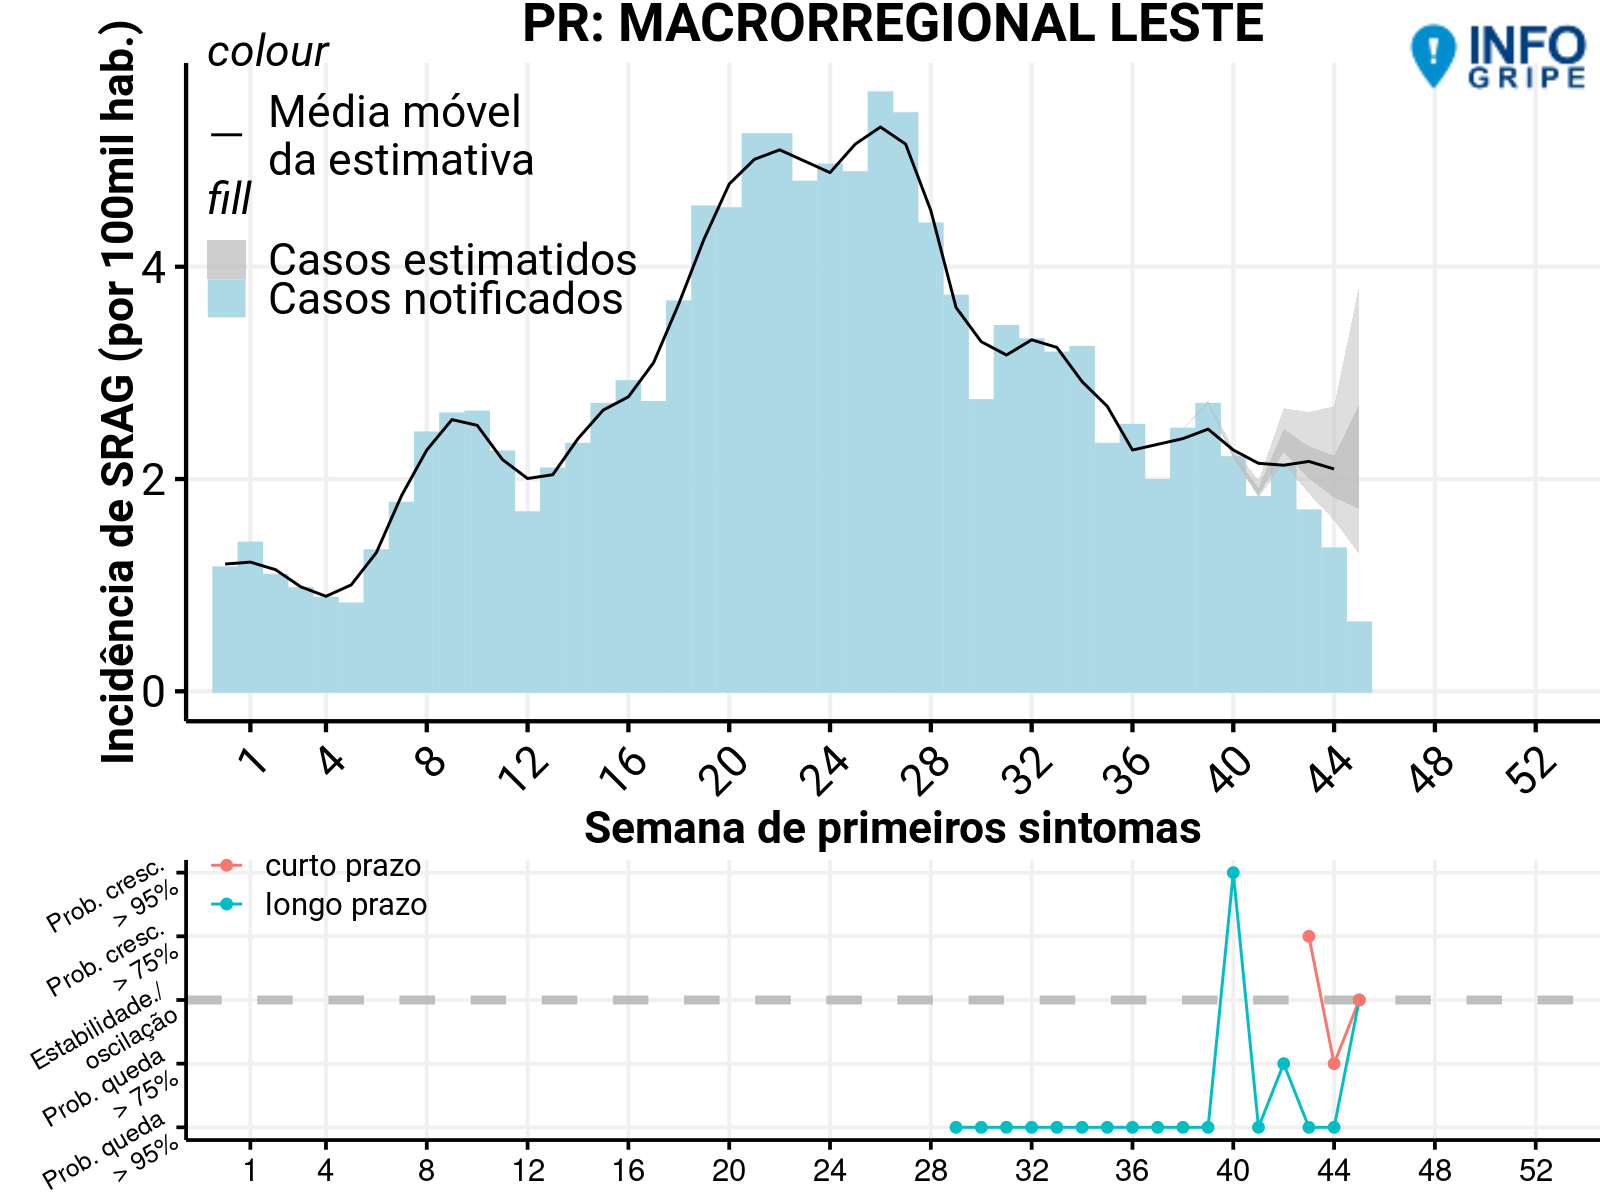 PR: MACRORREGIONAL LESTE
INFO
GRIPE
colour
Média móvel
da estimativa
fill
Casos estimatidos
Casos notificados
Incidência de SRAG (por 100mil hab.)
4
2
0
1 4 8 12 16 20 24 28 32 36 40 44 48 52
Semana de primeiros sintomas
curto prazo
longo prazo
Prob. cresc.
> 95%
Prob. cresc.
> 75%
Estabilidade./
oscilação
Prob. queda
> 75%
Prob. queda
> 95%
1 4 8 12 16 20 24 28 32 36 40 44 48 52